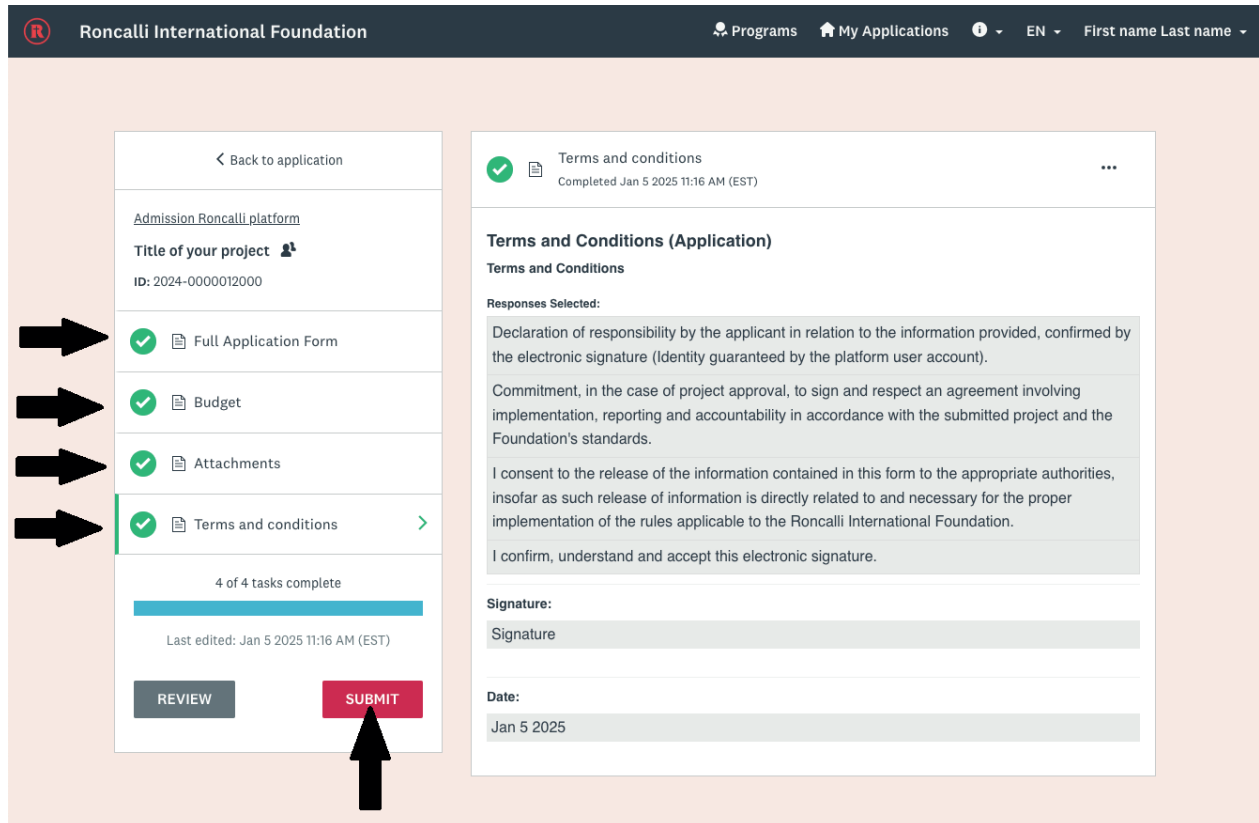 R
Roncalli International Foundation
Programs
My Applications
EN
First name Last name
Back to application
Admission Roncalli platform
Title of your project
ID: 2024-0000012000
Full Application Form
Budget
Attachments
Terms and conditions
4 of 4 tasks complete
Last edited: Jan 5 2025 11:16 AM (EST)
REVIEW
SUBMIT
Terms and conditions
Completed Jan 5 2025 11:16 AM (EST)
Terms and Conditions (Application)
Terms and Conditions
Responses Selected:
Declaration of responsibility by the applicant in relation to the information provided, confirmed by
the electronic signature (Identity guaranteed by the platform user account).
Commitment, in the case of project approval, to sign and respect an agreement involving
implementation, reporting and accountability in accordance with the submitted project and the
Foundation's standards.
I consent to the release of the information contained in this form to the appropriate authorities,
insofar as such release of information is directly related to and necessary for the proper
implementation of the rules applicable to the Roncalli International Foundation.
I confirm, understand and accept this electronic signature.
Signature:
Signature
Date:
Jan 5 2025